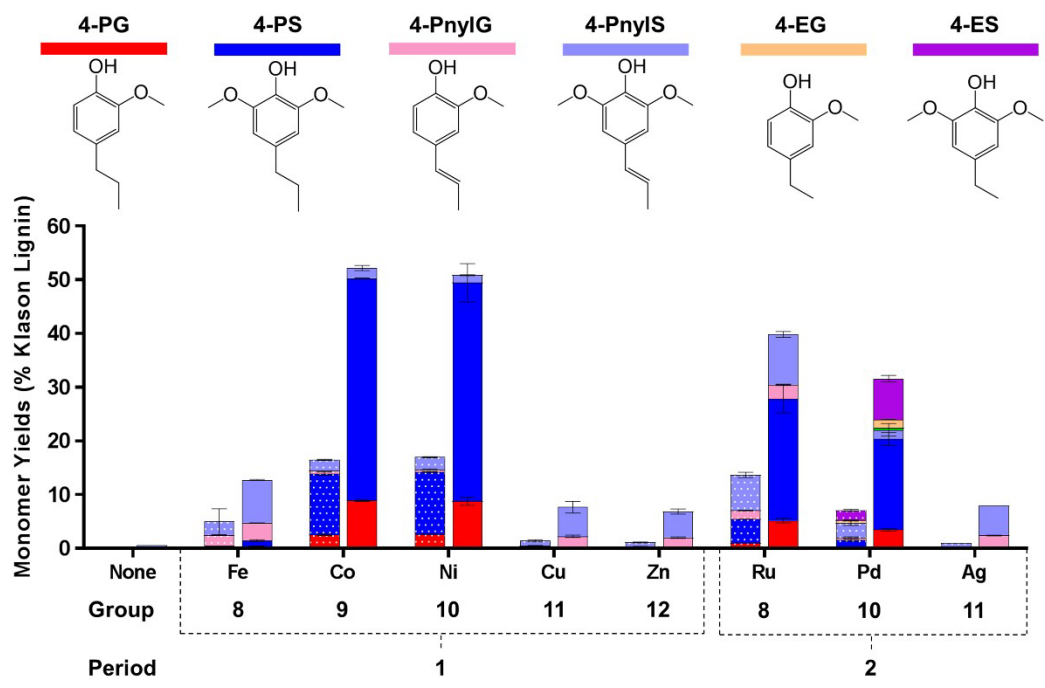 4-PG 4-PS 4-PnylG 4-PnylS 4-EG 4-ES
OH OH OH OH OH OH
O O O O O O O O O
Monomer Yields (% Klason Lignin)
60
50
40
30
20
10
0
None Fe Co Ni Cu Zn Ru Pd Ag
Group 8 9 10 11 12 8 10 11
Period 1 2